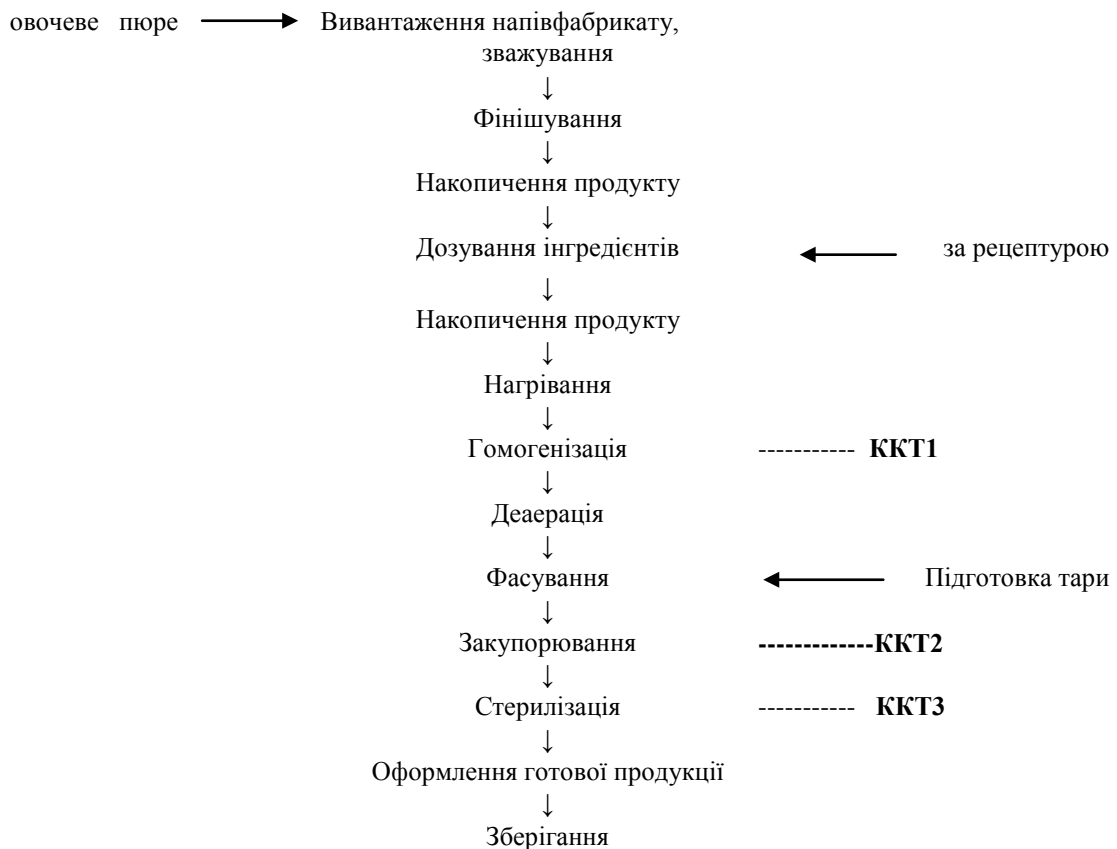 овочеве пюре → Вивантаження напівфабрикату,
зважування
↓
Фінішування
↓
Накопичення продукту
↓
Дозування інгредієнтів ← за рецептурою
↓
Накопичення продукту
↓
Нагрівання
↓
Гомогенізація ----------- ККТ1
↓
Деаерація
↓
Фасування ← Підготовка тари
↓
Закупорювання -------------ККТ2
↓
Стерилізація ----------- ККТ3
↓
Оформлення готової продукції
↓
Зберігання